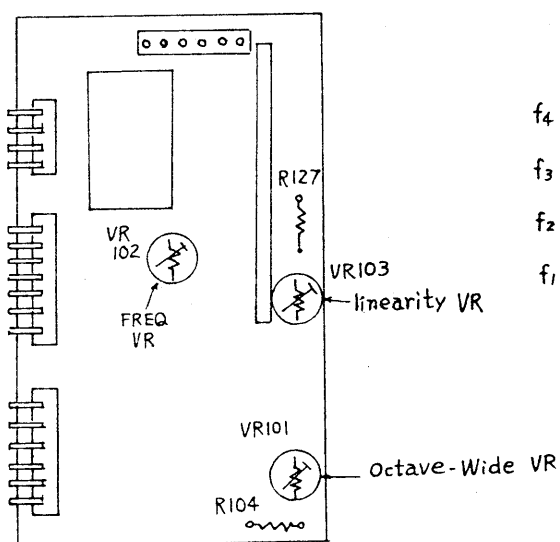 f4
f3
R127
f2
VR
102
f1
VR103
linearity VR
FREQ
VR
VR101
Octave-Wide VR
R104